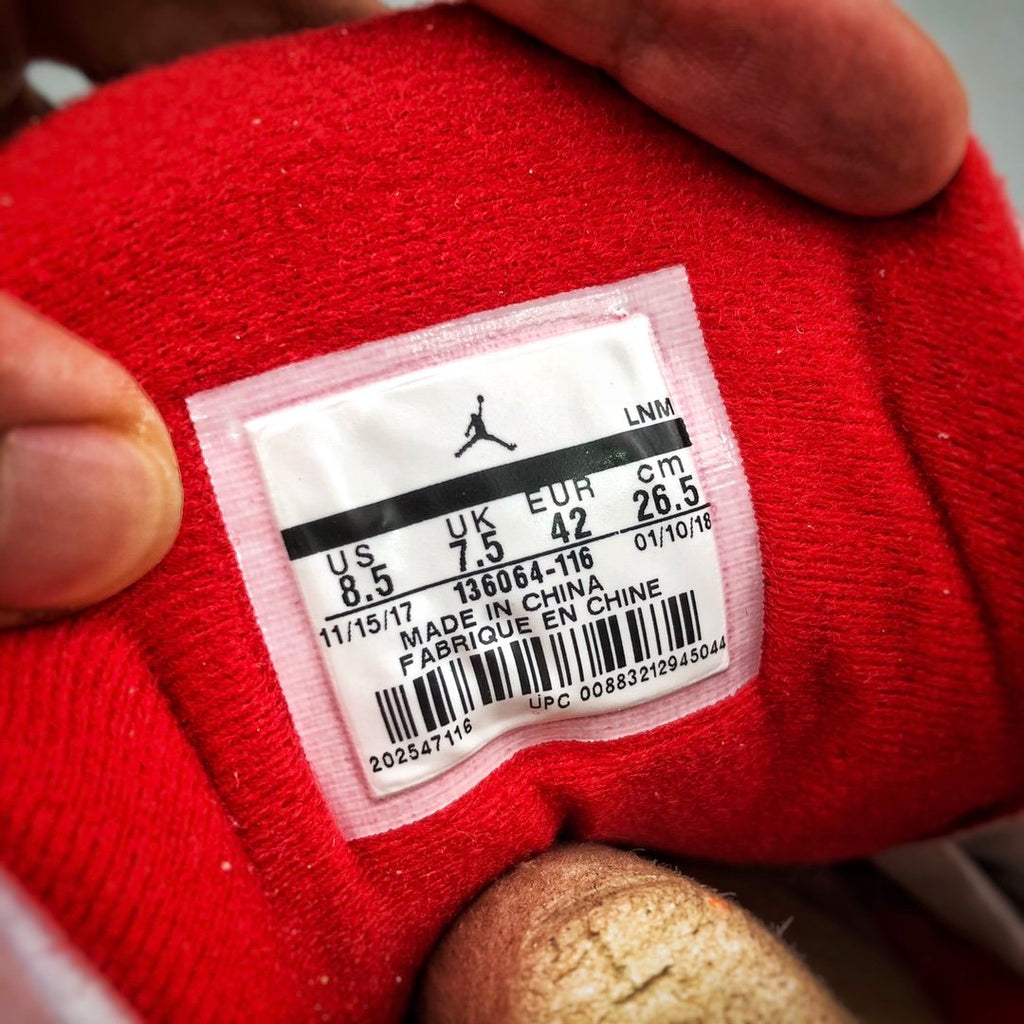 LNM
US UK EUR cm
8.5 7.5 42 26.5
11/15/17 136064-116 01/10/18
MADE IN CHINA
FABRIQUE EN CHINE
202547116 UPC 00883212945044